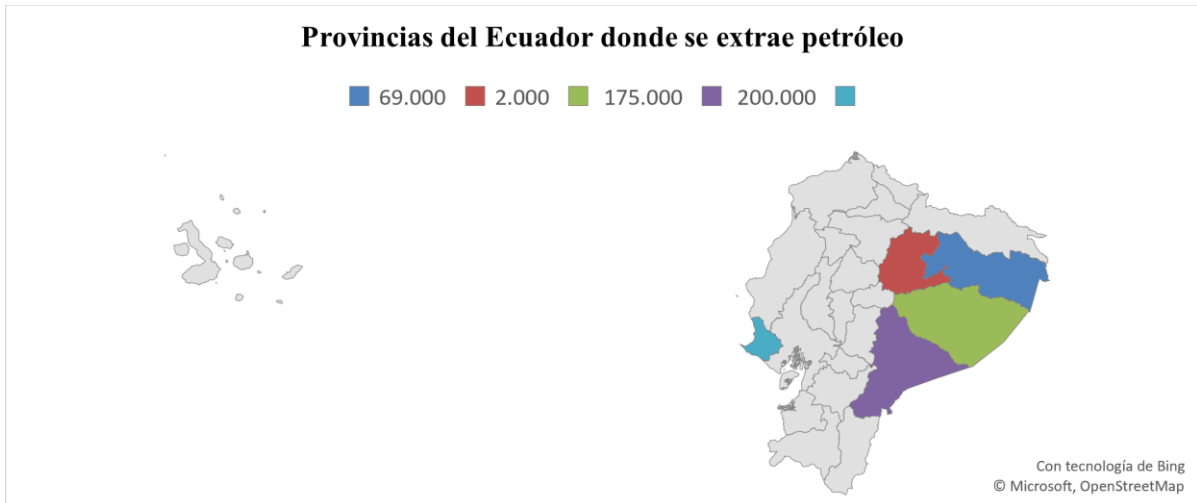 Provincias del Ecuador donde se extrae petróleo
69.000 2.000 175.000 200.000
Con tecnología de Bing
© Microsoft, OpenStreetMap